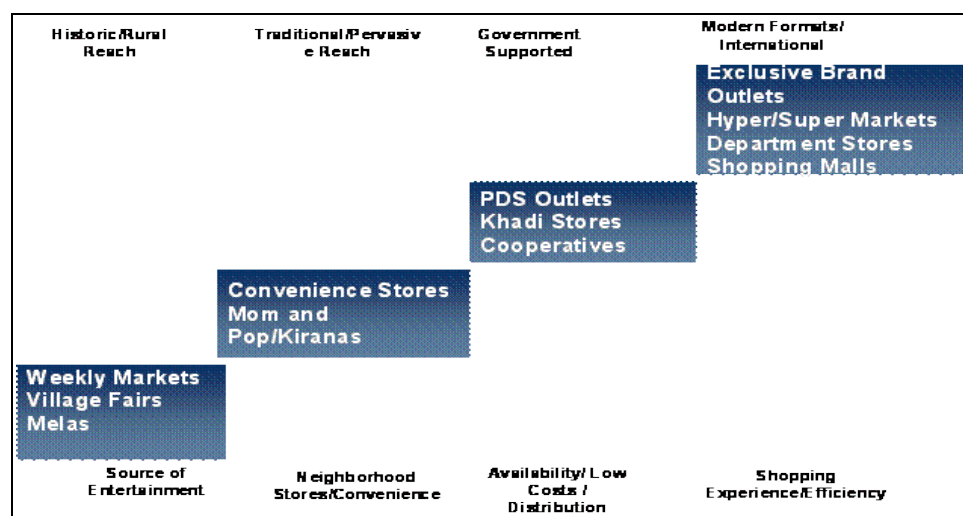 Historic/Rural
Reach
Traditional/Pervasiv
e Reach
Government
Supported
Modern Formats/
International
Exclusive Brand
Outlets
Hyper/Super Markets
Department Stores
Shopping Malls
PDS Outlets
Khadi Stores
Cooperatives
Convenience Stores
Mom and
Pop/Kiranas
Weekly Markets
Village Fairs
Melas
Source of
Entertainment
Neighborhood
Stores/Convenience
Availability/ Low
Costs /
Distribution
Shopping
Experience/Efficiency